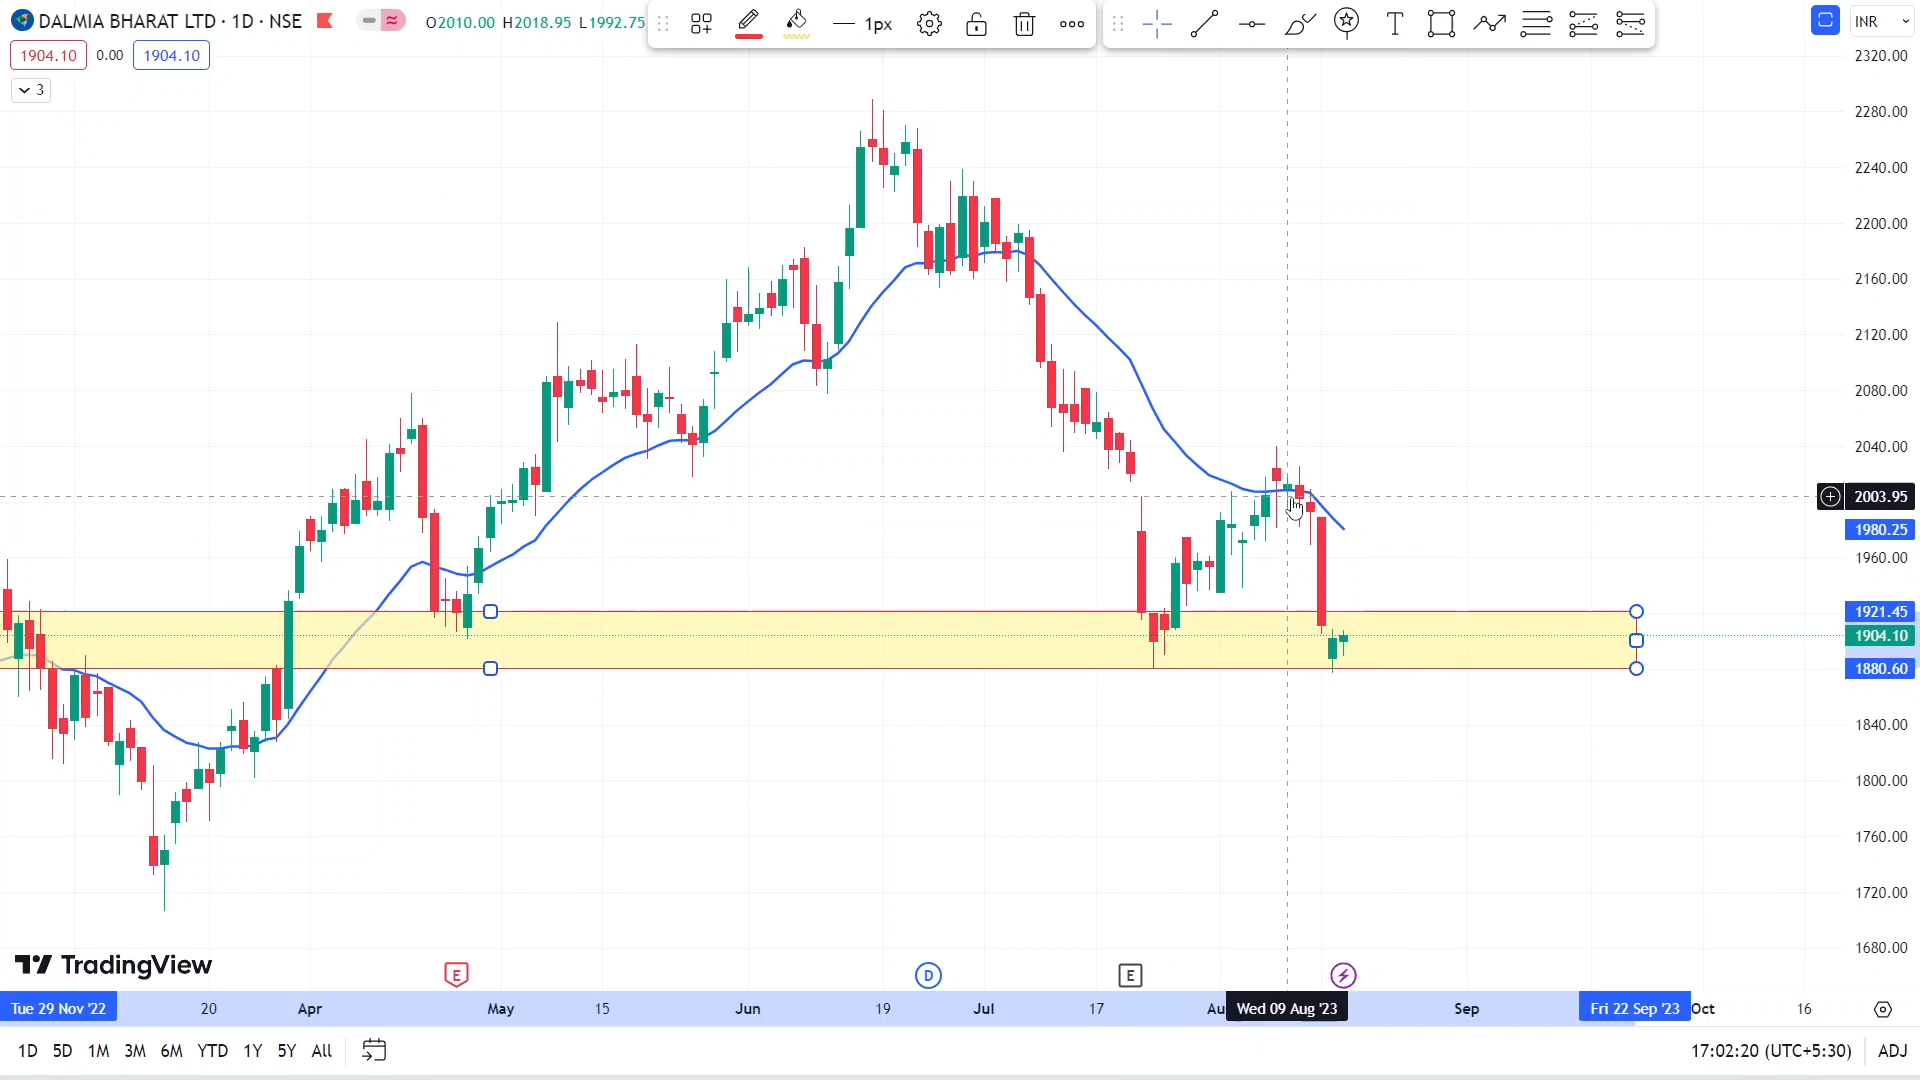 DALMIA BHARAT LTD · 1D · NSE
O2010.00 H2018.95 L1992.75
1px
T
INR
1904.10 0.00 1904.10
3
2320.00
2280.00
2240.00
2200.00
2160.00
2120.00
2080.00
2040.00
2003.95
1980.25
1960.00
1921.45
1904.10
1880.60
1840.00
1800.00
1760.00
1720.00
1680.00
TradingView
E D E
Tue 29 Nov '22 20 Apr May 15 Jun 19 Jul 17 Au Wed 09 Aug '23 Sep Fri 22 Sep '23 Oct 16
1D 5D 1M 3M 6M YTD 1Y 5Y All 17:02:20 (UTC+5:30) ADJ